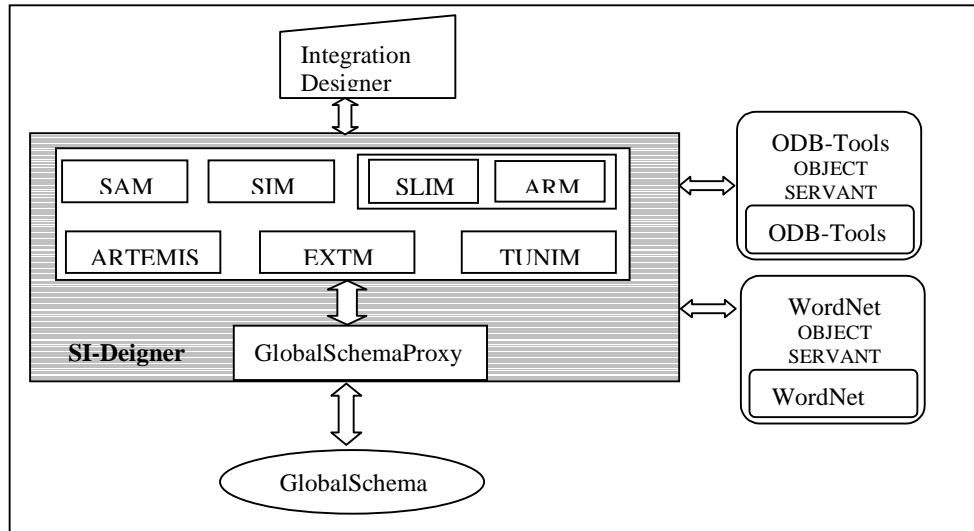 Integration
Designer
SAM
SIM
SLIM
ARM
ARTEMIS
EXTM
TUNIM
SI-Deigner
GlobalSchemaProxy
GlobalSchema
ODB-Tools
OBJECT
SERVANT
ODB-Tools
WordNet
OBJECT
SERVANT
WordNet